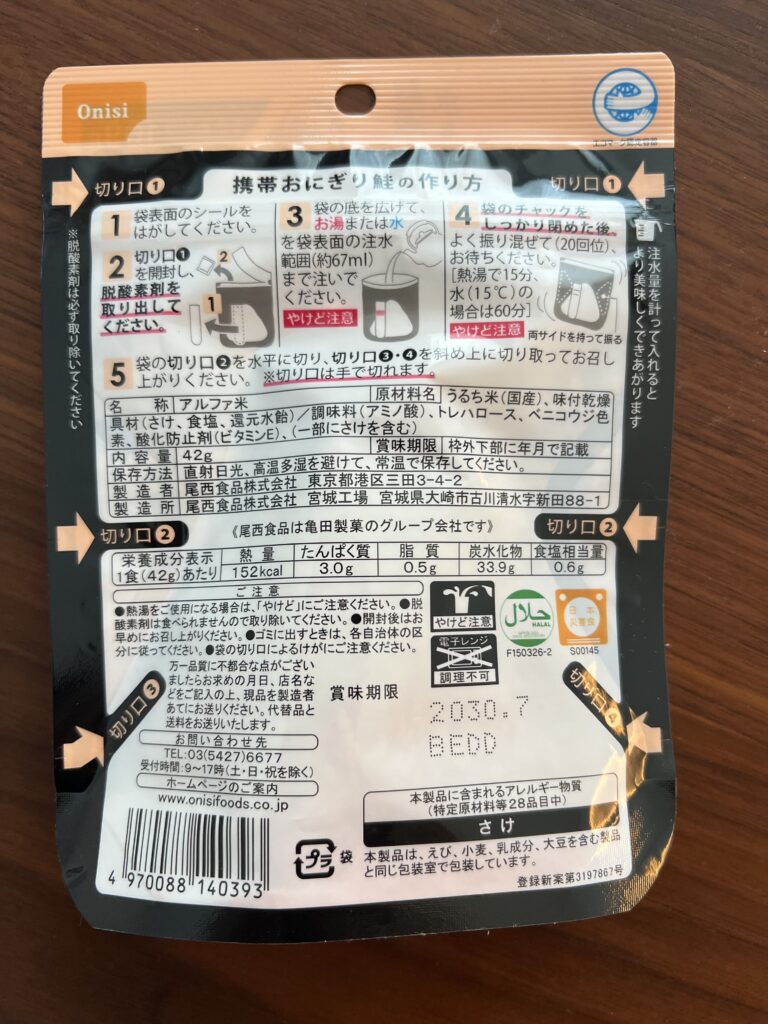 Onisi
エコマーク認定容器
切り口❶
携帯おにぎり鮭の作り方
切り口❶
※脱酸素剤は必ず取り除いてください
1 袋表面のシールを
はがしてください。
2 切り口❶
を開封し、
脱酸素剤を
取り出して
ください。
2
1
3 袋の底を広げて、
お湯または水
を袋表面の注水
範囲(約67ml)
まで注いで
ください。
やけど注意
4 袋のチャックを
しっかり閉めた後、
よく振り混ぜて(20回位)、
お待ちください。
[熱湯で15分、
水(15℃)の
場合は60分]
やけど注意
両サイドを持って振る
注水量を計って入れると
より美味しくできあがります
5 袋の切り口❷を水平に切り、切り口❸・❹を斜め上に切り取ってお召し
上がりください。※切り口は手で切れます。
名称 アルファ米 原材料名 うるち米(国産)、味付乾燥
具材(さけ、食塩、還元水飴)/調味料(アミノ酸)、トレハロース、ベニコウジ色
素、酸化防止剤(ビタミンE)、(一部にさけを含む)
内容量 42g 賞味期限 枠外下部に年月で記載
保存方法 直射日光、高温多湿を避けて、常温で保存してください。
製造者 尾西食品株式会社 東京都港区三田3-4-2
製造所 尾西食品株式会社 宮城工場 宮城県大崎市古川清水字新田88-1
切り口❷
《尾西食品は亀田製菓のグループ会社です》
切り口❷
栄養成分表示 熱量 たんぱく質 脂質 炭水化物 食塩相当量
1食(42g)あたり 152kcal 3.0g 0.5g 33.9g 0.6g
ご注意
●熱湯をご使用になる場合は、「やけど」にご注意ください。●脱
酸素剤は食べられませんので取り除いてください。●開封後はお
早めにお召し上がりください。●ゴミに出すときは、各自治体の区
分に従ってください。●袋の切り口によるけがにご注意ください。
やけど注意
電子レンジ
調理不可
حلال
HALAL
F150326-2
日本
災害食
S00145
切り口❸
万一品質に不都合な点がござい
ましたらお求めの月日、店名な
どをご記入の上、現品を製造者
あてにお送りください。代替品と
送料をお送りいたします。
お問い合わせ先
TEL:03(5427)6677
受付時間:9〜17時(土・日・祝を除く)
ホームページのご案内
www.onisifoods.co.jp
賞味期限
2030.7
BEDD
切り口❹
本製品に含まれるアレルギー物質
(特定原材料等28品目中)
さけ
本製品は、えび、小麦、乳成分、大豆を含む製品
と同じ包装室で包装しています。
登録新案第3197867号
プラ 袋
4 970088 140393